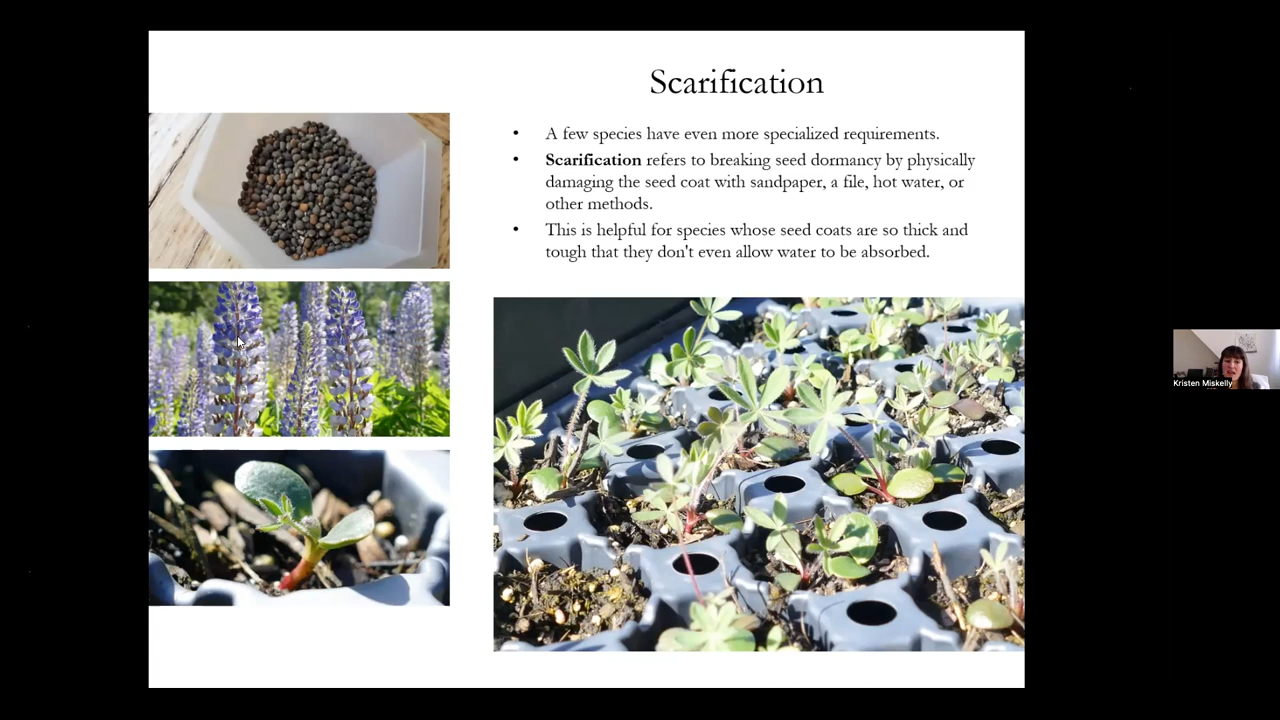 Scarification
• A few species have even more specialized requirements.
• Scarification refers to breaking seed dormancy by physically
damaging the seed coat with sandpaper, a file, hot water, or
other methods.
• This is helpful for species whose seed coats are so thick and
tough that they don't even allow water to be absorbed.
Kristen Miskelly